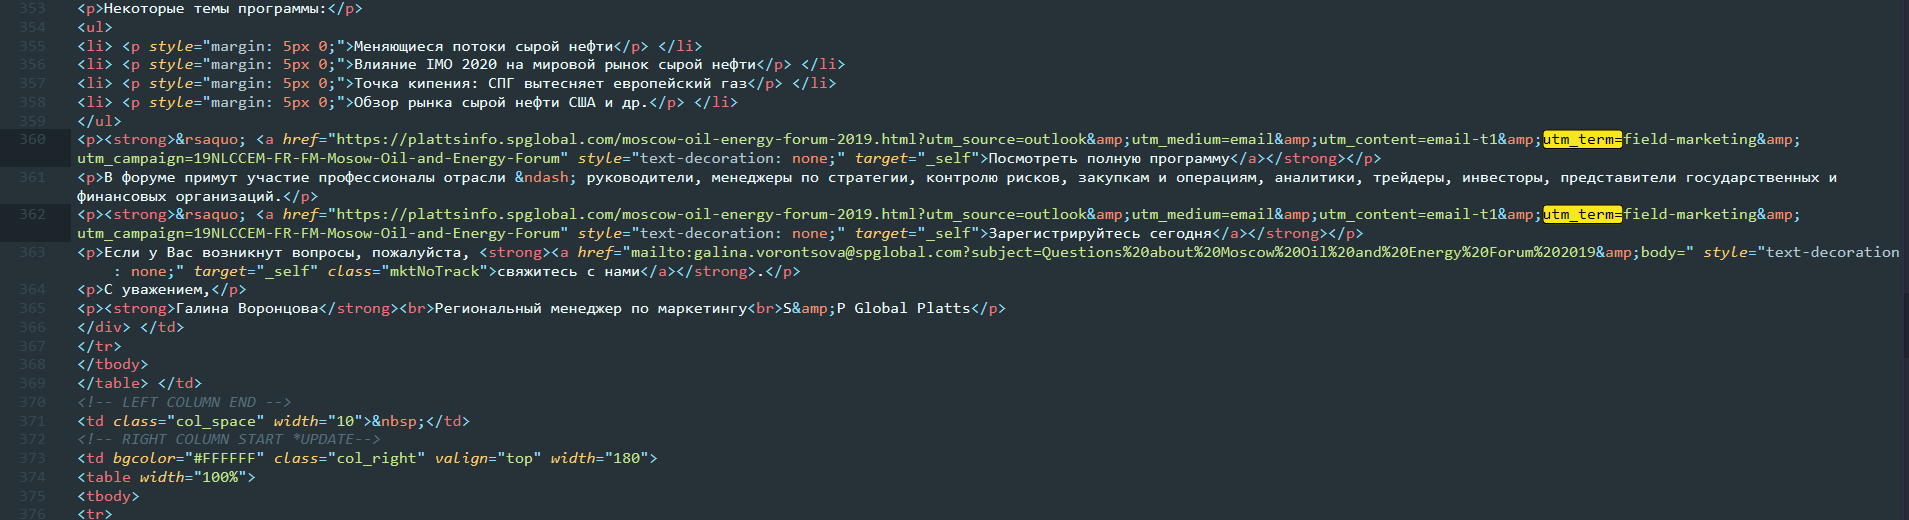 353 <p>Некоторые темы программы:</p>
354 <ul>
355 <li> <p style="margin: 5px 0;">Меняющиеся потоки сырой нефти</p> </li>
356 <li> <p style="margin: 5px 0;">Влияние IMO 2020 на мировой рынок сырой нефти</p> </li>
357 <li> <p style="margin: 5px 0;">Точка кипения: СПГ вытесняет европейский газ</p> </li>
358 <li> <p style="margin: 5px 0;">Обзор рынка сырой нефти США и др.</p> </li>
359 </ul>
360 <p><strong>&rsaquo; <a href="https://plattsinfo.spglobal.com/moscow-oil-energy-forum-2019.html?utm_source=outlook&amp;utm_medium=email&amp;utm_content=email-t1&amp;utm_term=field-marketing&amp;
utm_campaign=19NLCCEM-FR-FM-Mosow-Oil-and-Energy-Forum" style="text-decoration: none;" target="_self">Посмотреть полную программу</a></strong></p>
361 <p>В форуме примут участие профессионалы отрасли &ndash; руководители, менеджеры по стратегии, контролю рисков, закупкам и операциям, аналитики, трейдеры, инвесторы, представители государственных и
финансовых организаций.</p>
362 <p><strong>&rsaquo; <a href="https://plattsinfo.spglobal.com/moscow-oil-energy-forum-2019.html?utm_source=outlook&amp;utm_medium=email&amp;utm_content=email-t1&amp;utm_term=field-marketing&amp;
utm_campaign=19NLCCEM-FR-FM-Mosow-Oil-and-Energy-Forum" style="text-decoration: none;" target="_self">Зарегистрируйтесь сегодня</a></strong></p>
363 <p>Если у Вас возникнут вопросы, пожалуйста, <strong><a href="mailto:galina.vorontsova@spglobal.com?subject=Questions%20about%20Moscow%20Oil%20and%20Energy%20Forum%202019&amp;body=" style="text-decoration
: none;" target="_self" class="mktNoTrack">свяжитесь с нами</a></strong>.</p>
364 <p>С уважением,</p>
365 <p><strong>Галина Воронцова</strong><br>Региональный менеджер по маркетингу<br>S&amp;P Global Platts</p>
366 </div> </td>
367 </tr>
368 </tbody>
369 </table> </td>
370 <!-- LEFT COLUMN END -->
371 <td class="col_space" width="10">&nbsp;</td>
372 <!-- RIGHT COLUMN START *UPDATE-->
373 <td bgcolor="#FFFFFF" class="col_right" valign="top" width="180">
374 <table width="100%">
375 <tbody>
376 <tr>